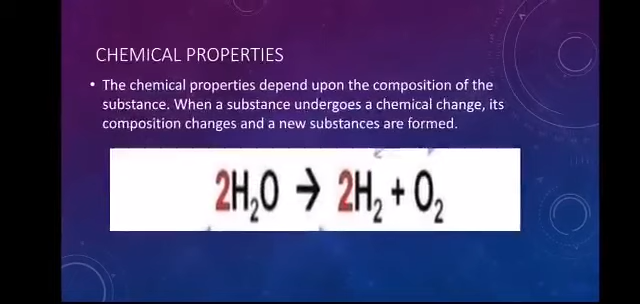 CHEMICAL PROPERTIES
• The chemical properties depend upon the composition of the
substance. When a substance undergoes a chemical change, its
composition changes and a new substances are formed.
2H₂O → 2H₂ + O₂